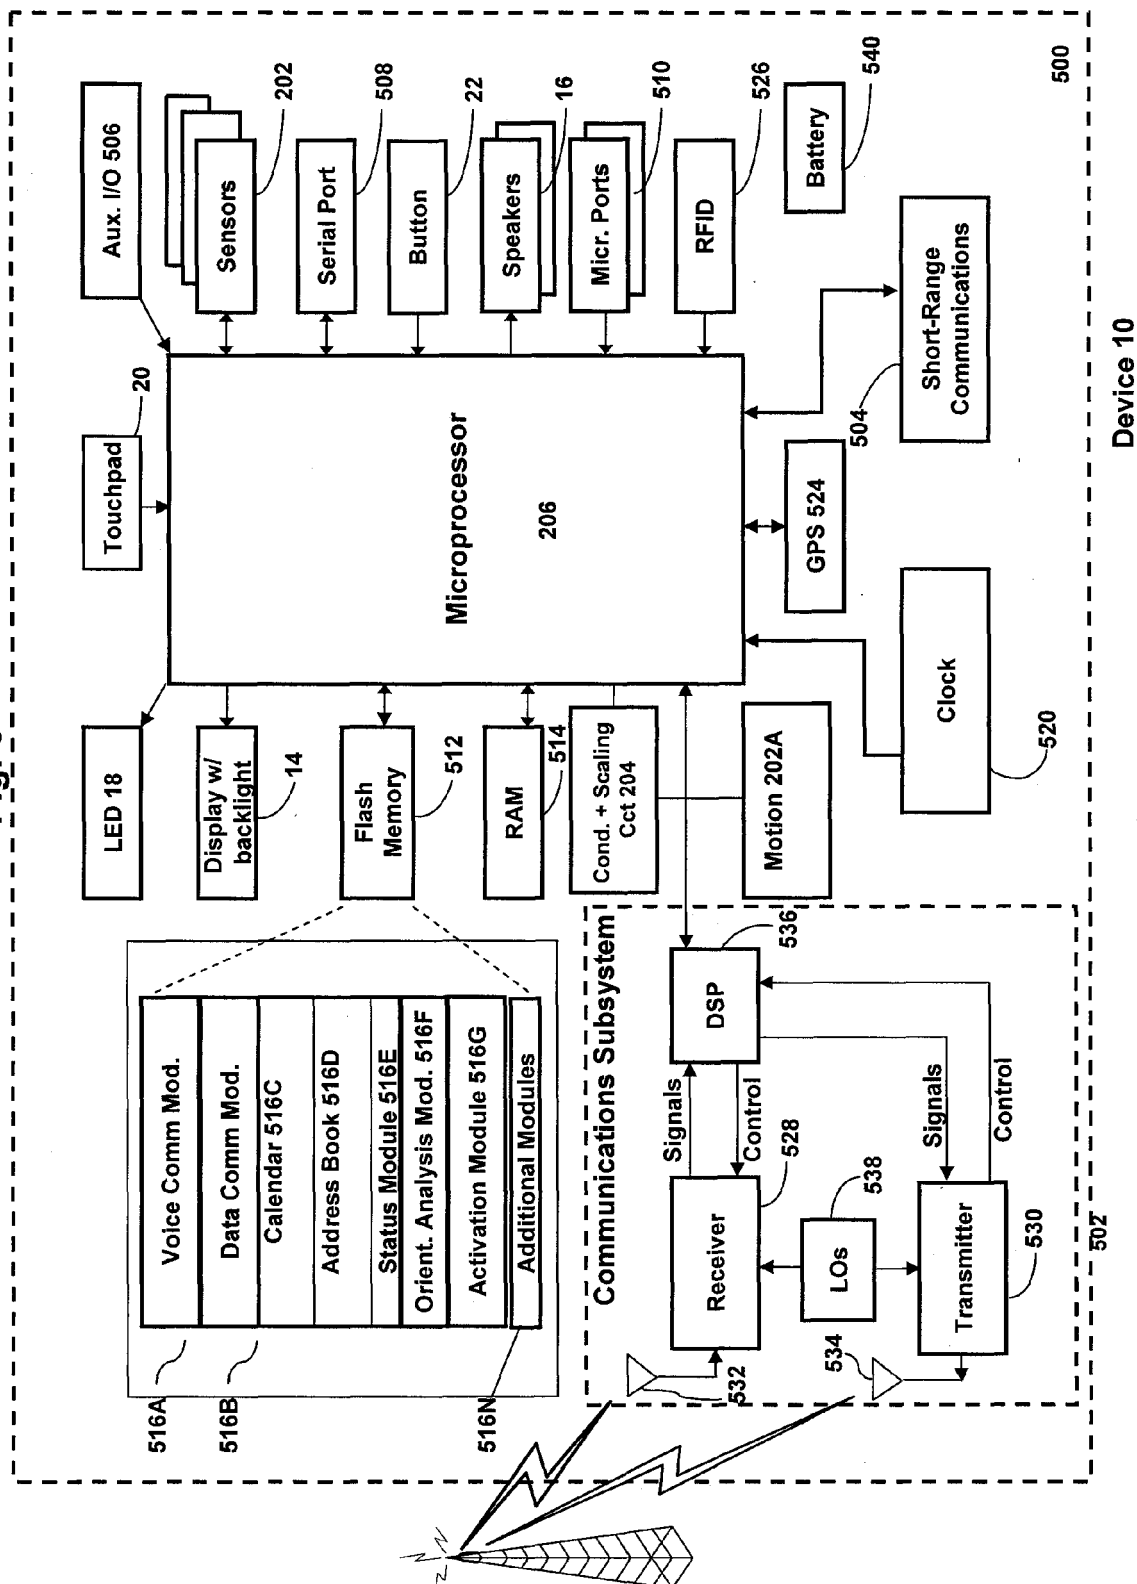 Aux. I/O 506
Touchpad
20
LED 18
Display w/
backlight
14
Flash
Memory
512
RAM
514
Cond. + Scaling
Cct 204
Motion 202A
Microprocessor
206
Sensors
202
Serial Port
508
Button
22
Speakers
16
Micr. Ports
510
RFID
526
Battery
540
Short-Range
Communications
504
GPS 524
Clock
520
Voice Comm Mod.
Data Comm Mod.
Calendar 516C
Address Book 516D
Status Module 516E
Orient. Analysis Mod. 516F
Activation Module 516G
Additional Modules
516A
516B
516N
Communications Subsystem
DSP
536
Signals
Control
Receiver
528
LOs
538
Signals
Control
Transmitter
530
532
534
502
500
Device 10